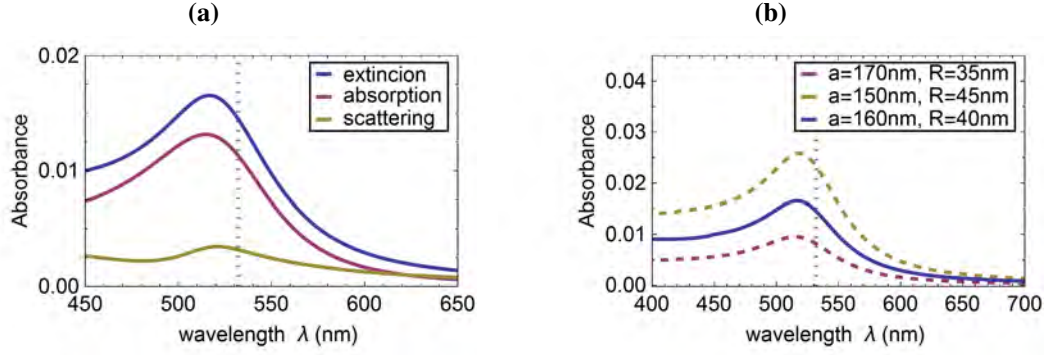 (a)
0.02
0.01
0.00
Absorbance
extincion
absorption
scattering
450 500 550 600 650
wavelength λ (nm)
(b)
0.04
0.03
0.02
0.01
0.00
Absorbance
a=170nm, R=35nm
a=150nm, R=45nm
a=160nm, R=40nm
400 450 500 550 600 650 700
wavelength λ (nm)